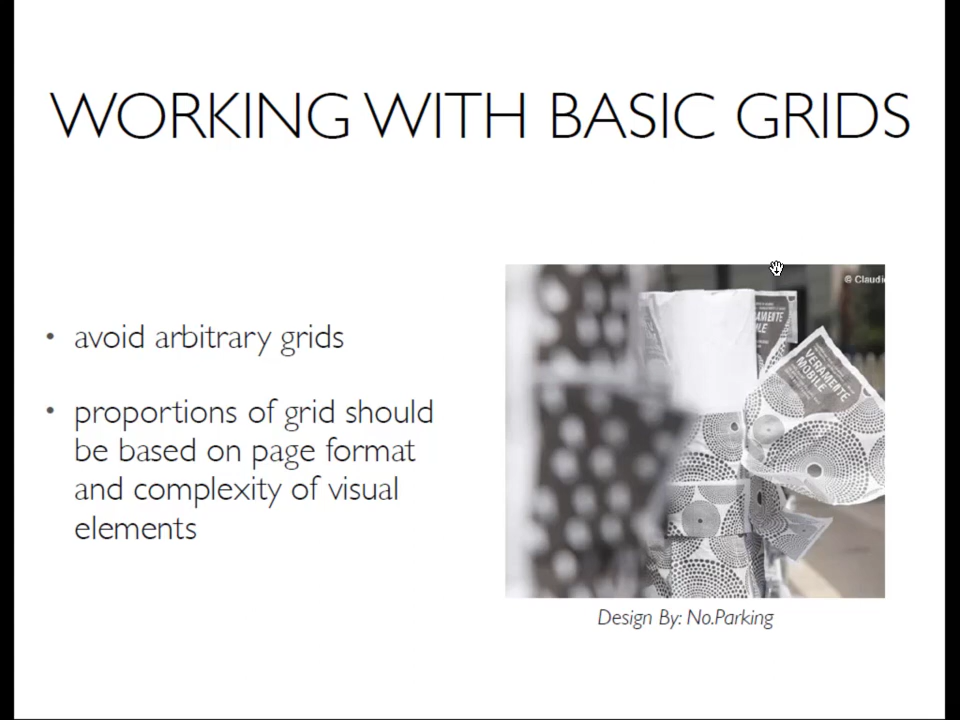 WORKING WITH BASIC GRIDS
• avoid arbitrary grids
• proportions of grid should
be based on page format
and complexity of visual
elements
© Claudi
VERAMENTE
MOBILE
Design By: No.Parking